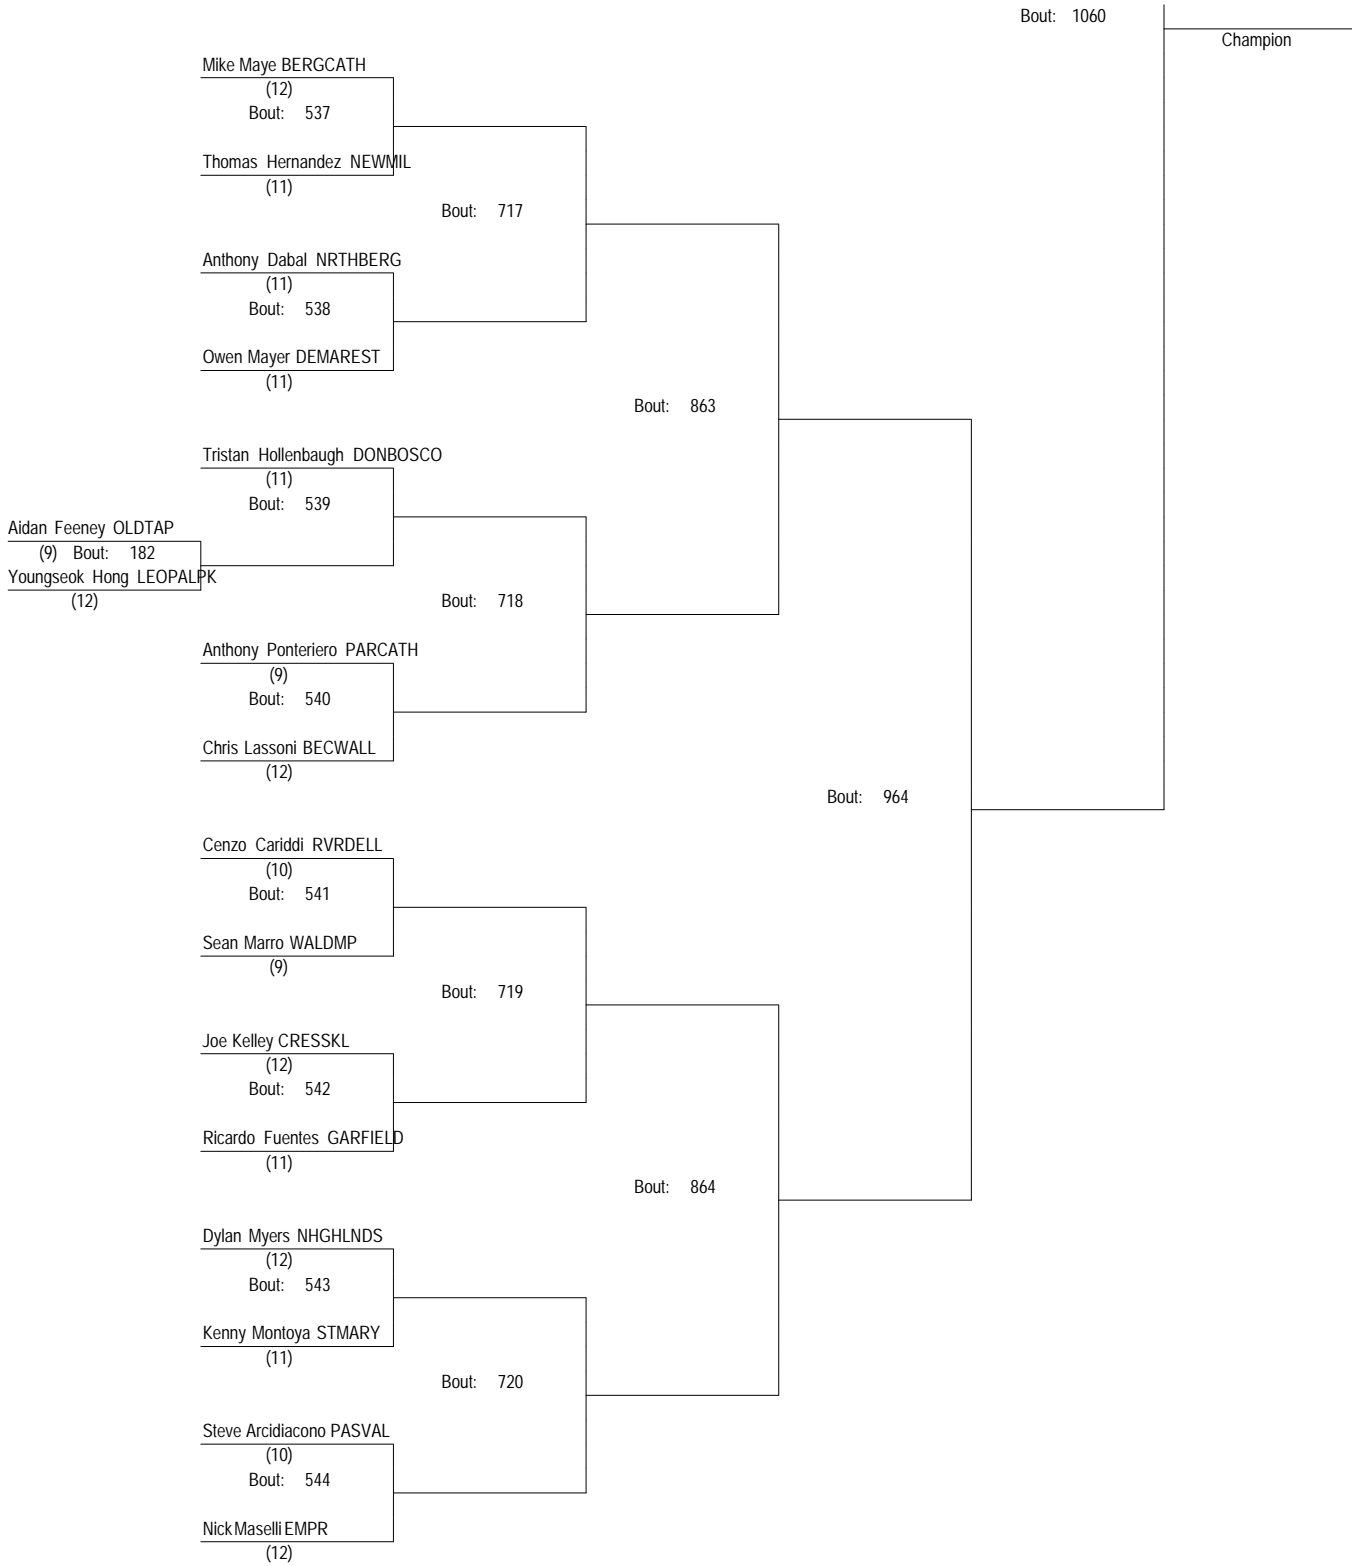 Bout: 1060
Champion
Mike Maye BERGCATH
(12)
Bout: 537
Thomas Hernandez NEWMIL
(11)
Bout: 717
Anthony Dabal NRTHBERG
(11)
Bout: 538
Owen Mayer DEMAREST
(11)
Bout: 863
Tristan Hollenbaugh DONBOSCO
(11)
Bout: 539
Aidan Feeney OLDTAP
(9) Bout: 182
Youngseok Hong LEOPALPK
(12)
Bout: 718
Anthony Ponteriero PARCATH
(9)
Bout: 540
Chris Lassoni BECWALL
(12)
Bout: 964
Cenzo Cariddi RVRDELL
(10)
Bout: 541
Sean Marro WALDMP
(9)
Bout: 719
Joe Kelley CRESSKL
(12)
Bout: 542
Ricardo Fuentes GARFIELD
(11)
Bout: 864
Dylan Myers NHGHLNDS
(12)
Bout: 543
Kenny Montoya STMARY
(11)
Bout: 720
Steve Arcidiacono PASVAL
(10)
Bout: 544
Nick Maselli EMPR
(12)